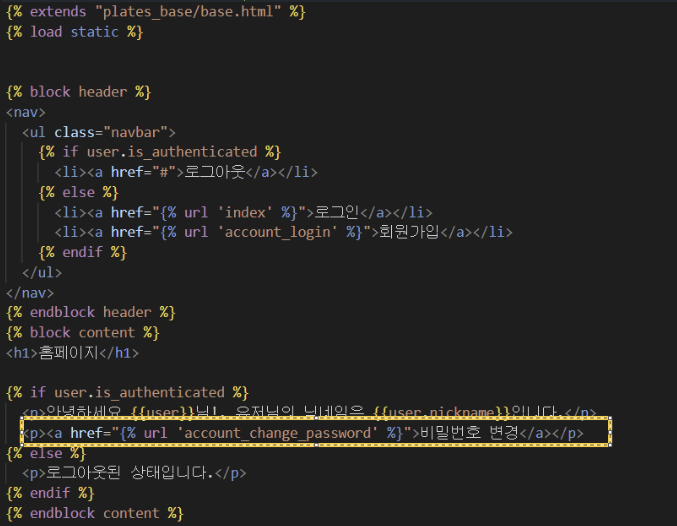 {% extends "plates_base/base.html" %}
{% load static %}
{% block header %}
<nav>
<ul class="navbar">
{% if user.is_authenticated %}
<li><a href="#">로그아웃</a></li>
{% else %}
<li><a href="{% url 'index' %}">로그인</a></li>
<li><a href="{% url 'account_login' %}">회원가입</a></li>
{% endif %}
</ul>
</nav>
{% endblock header %}
{% block content %}
<h1>홈페이지</h1>
{% if user.is_authenticated %}
<p>안녕하세요 {{user}}님! 유저님의 닉네임은 {{user.nickname}}입니다.</p>
<p><a href="{% url 'account_change_password' %}">비밀번호 변경</a></p>
{% else %}
<p>로그아웃된 상태입니다.</p>
{% endif %}
{% endblock content %}